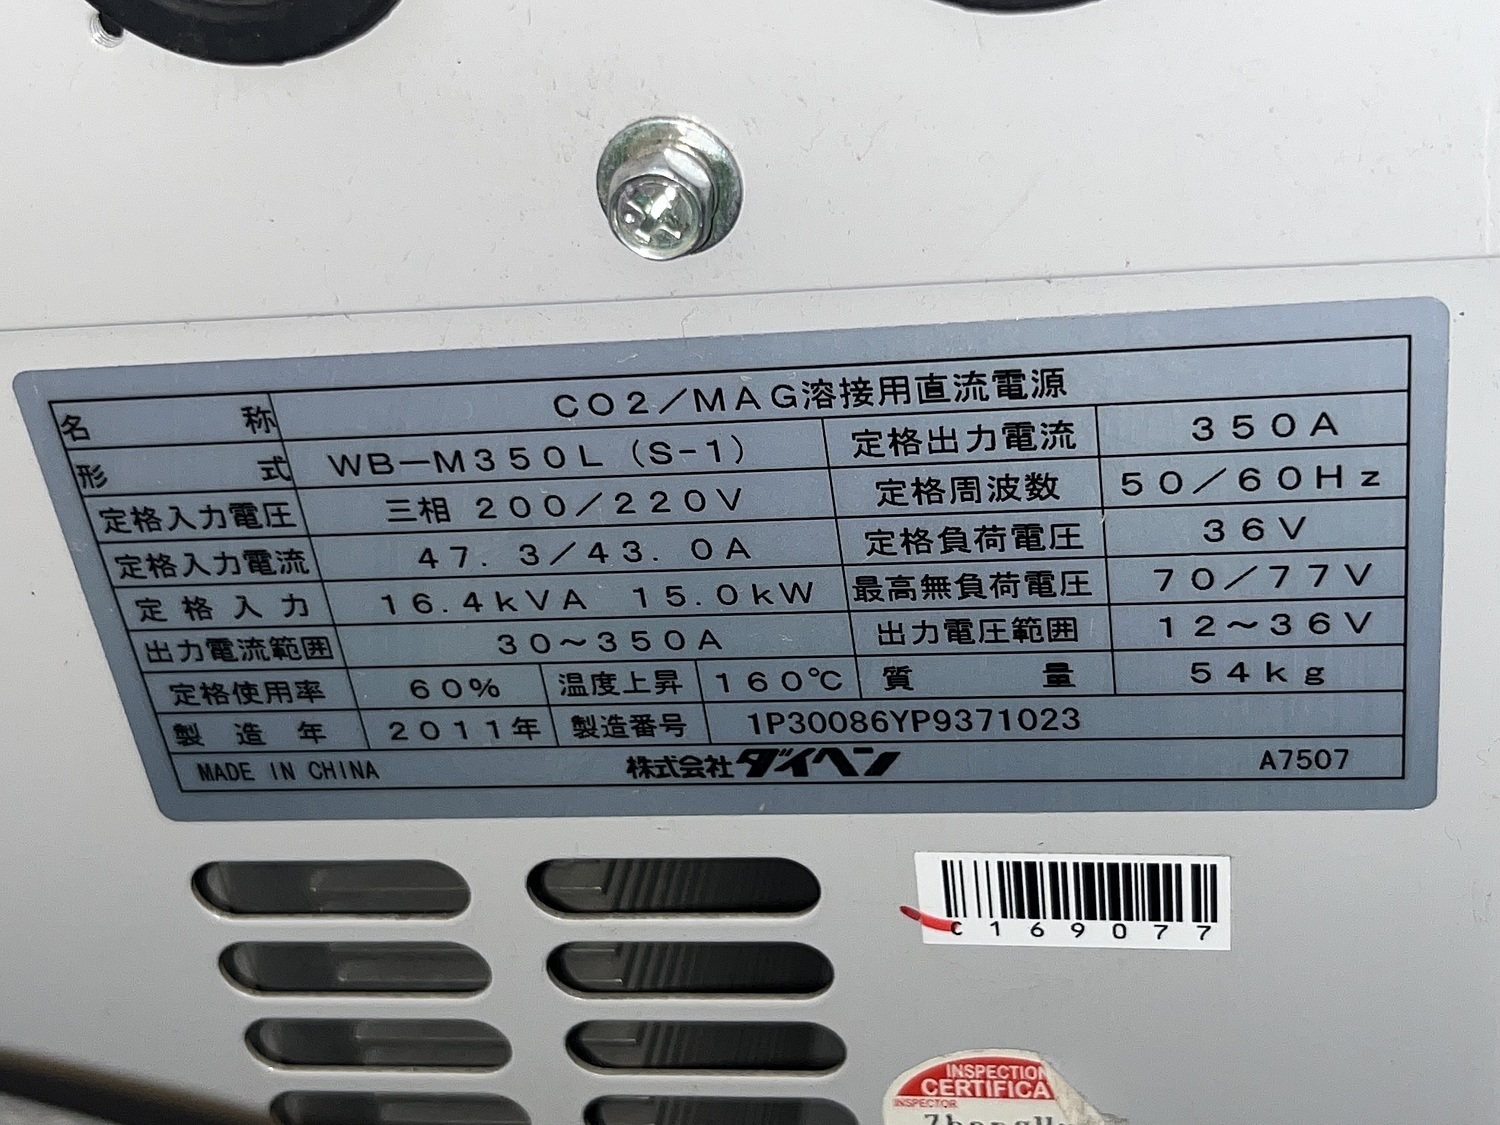 名称 CO2/MAG溶接用直流電源
形式 WB-M350L (S-1) 定格出力電流 350A
定格入力電圧 三相 200/220V 定格周波数 50/60Hz
定格入力電流 47.3/43.0A 定格負荷電圧 36V
定格入力 16.4kVA 15.0kW 最高無負荷電圧 70/77V
出力電流範囲 30~350A 出力電圧範囲 12~36V
定格使用率 60% 温度上昇 160℃ 質量 54kg
製造年 2011年 製造番号 1P30086YP9371023
MADE IN CHINA 株式会社ダイヘン A7507
C169077
INSPECTION
CERTIFICA
INSPECTOR